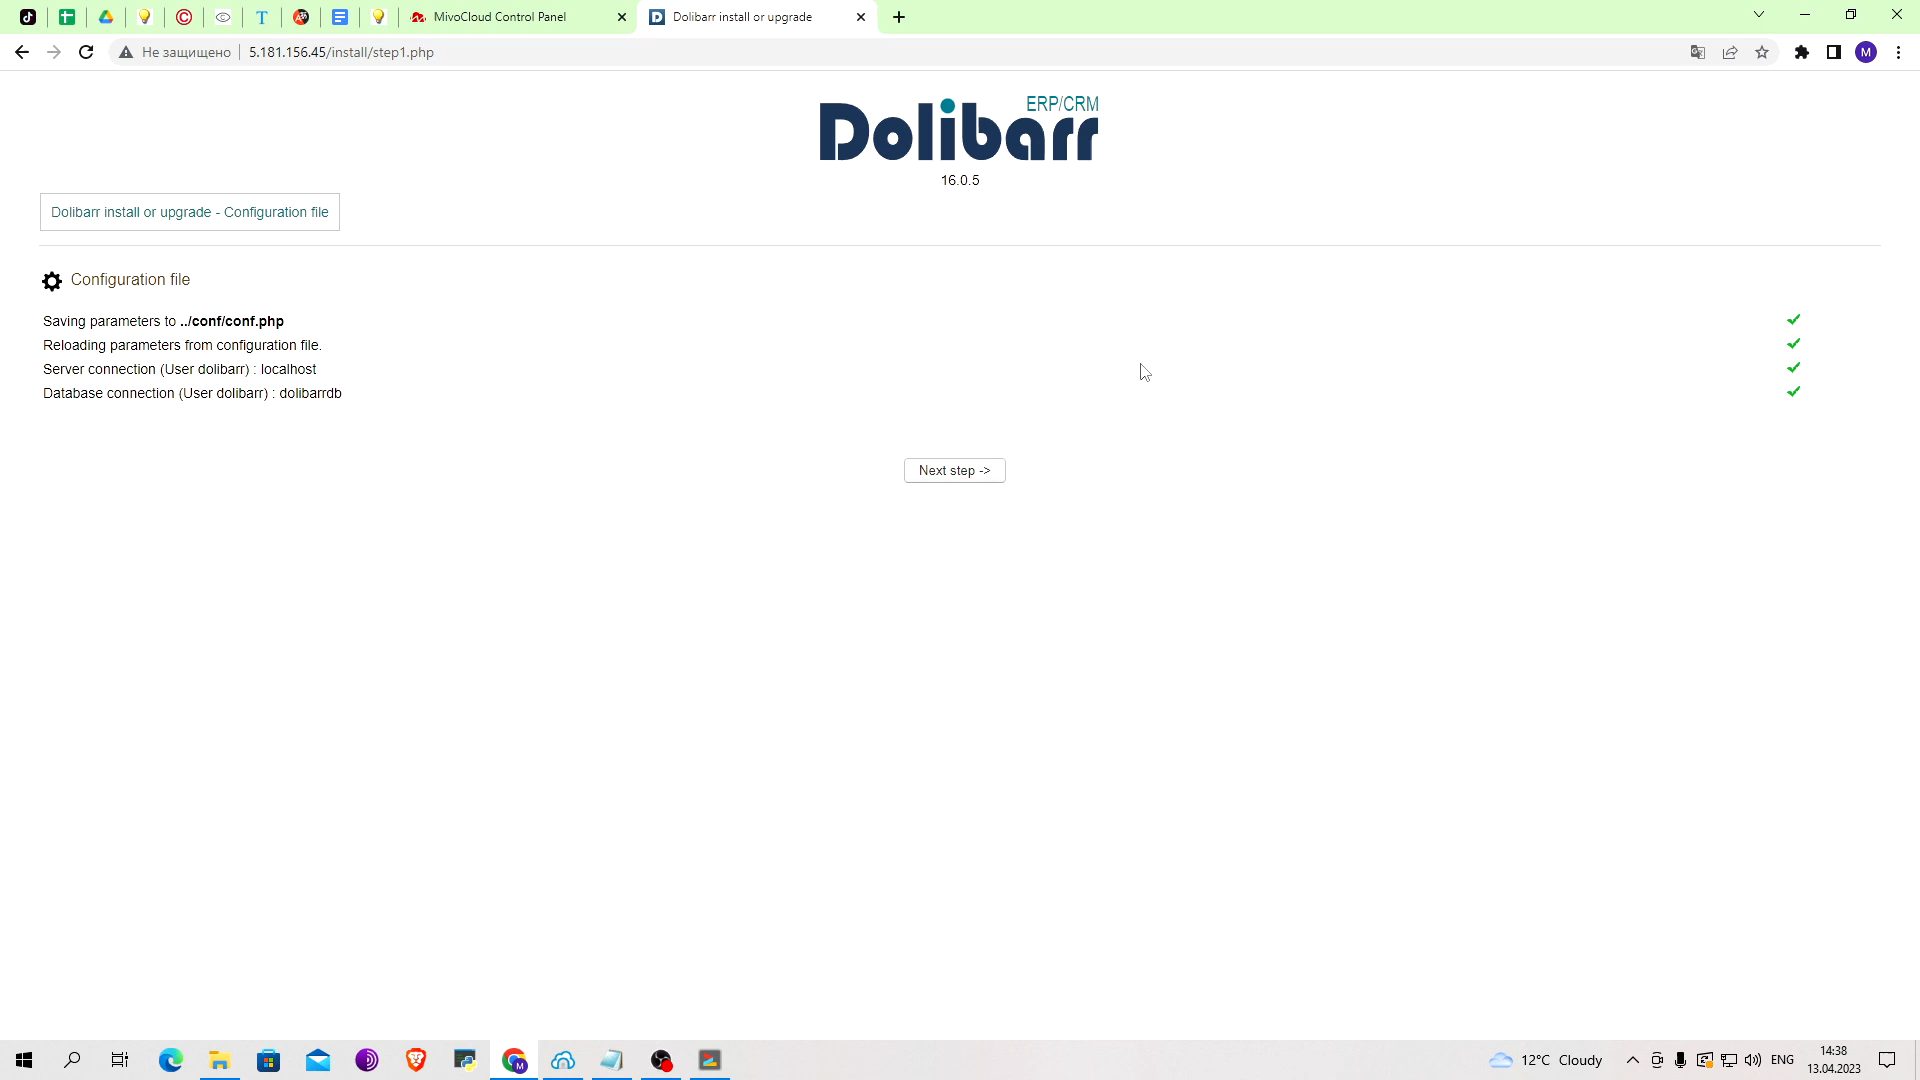 MivoCloud Control Panel
Dolibarr install or upgrade
Не защищено
5.181.156.45/install/step1.php
M
ERP/CRM
Dolibarr
16.0.5
Dolibarr install or upgrade - Configuration file
Configuration file
Saving parameters to ../conf/conf.php
Reloading parameters from configuration file.
Server connection (User dolibarr) : localhost
Database connection (User dolibarr) : dolibarrdb
Next step ->
12°C Cloudy
ENG
14:38
13.04.2023